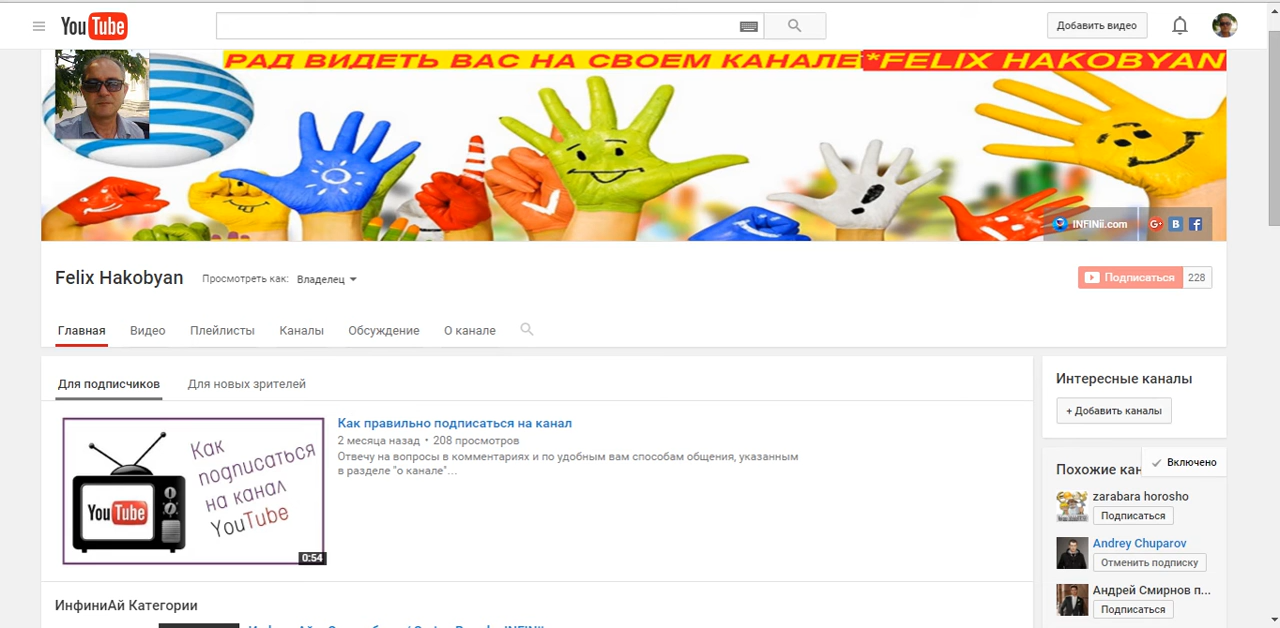 YouTube
Добавить видео
РАД ВИДЕТЬ ВАС НА СВОЕМ КАНАЛЕ *FELIX HAKOBYAN
INFINii.com
G+ B f
Felix Hakobyan
Просмотреть как: Владелец
Подписаться 228
Главная Видео Плейлисты Каналы Обсуждение О канале
Для подписчиков Для новых зрителей
Как подписаться на канал YouTube
YouTube
0:54
Как правильно подписаться на канал
2 месяца назад • 208 просмотров
Отвечу на вопросы в комментариях и по удобным вам способам общения, указанным
в разделе "о канале"...
ИнфиниАй Категории
Интересные каналы
+ Добавить каналы
Похожие кан
Включено
zarabara horosho
Подписаться
Andrey Chuparov
Отменить подписку
Андрей Смирнов п...
Подписаться